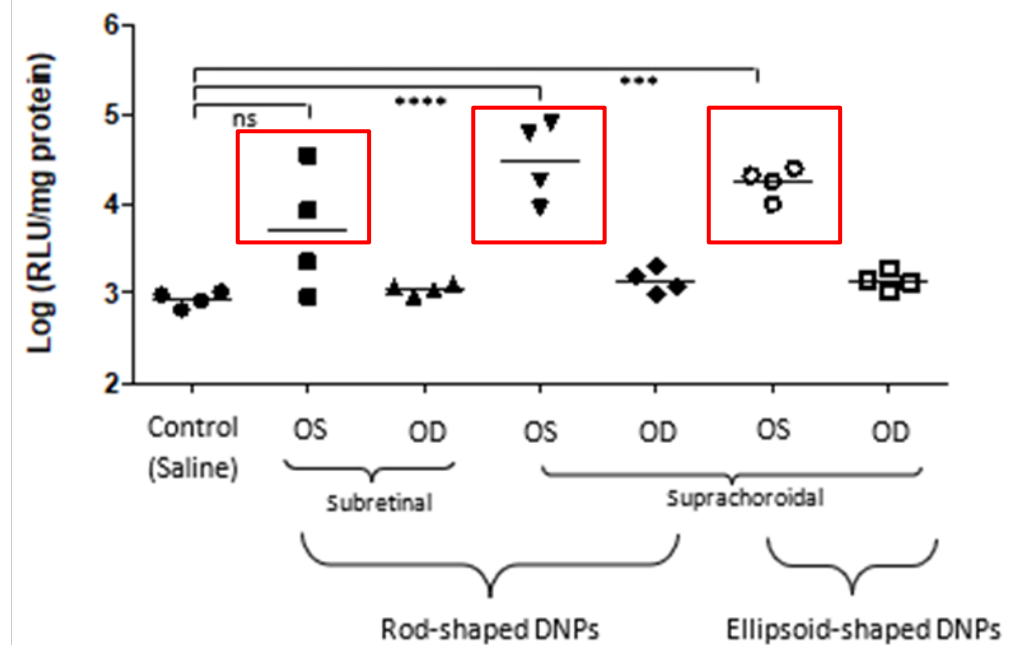 Log (RLU/mg protein)
6
5
4
3
2
***
****
ns
Control
(Saline)
OS
OD
OS
OD
OS
OD
Subretinal
Suprachoroidal
Rod-shaped DNPs
Ellipsoid-shaped DNPs